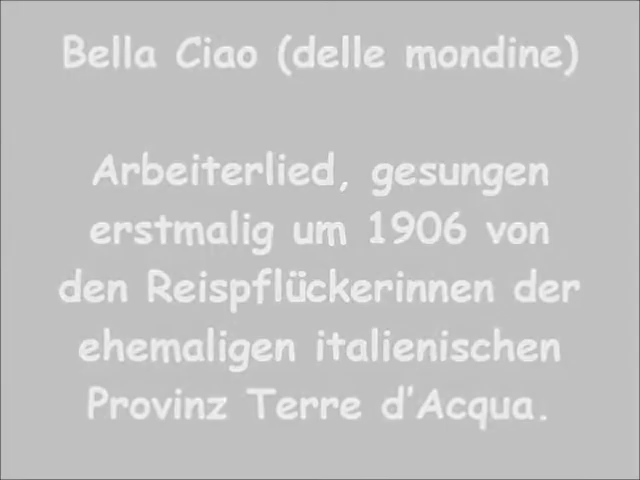 Bella Ciao (delle mondine)
Arbeiterlied, gesungen
erstmalig um 1906 von
den Reispflückerinnen der
ehemaligen italienischen
Provinz Terre d'Acqua.